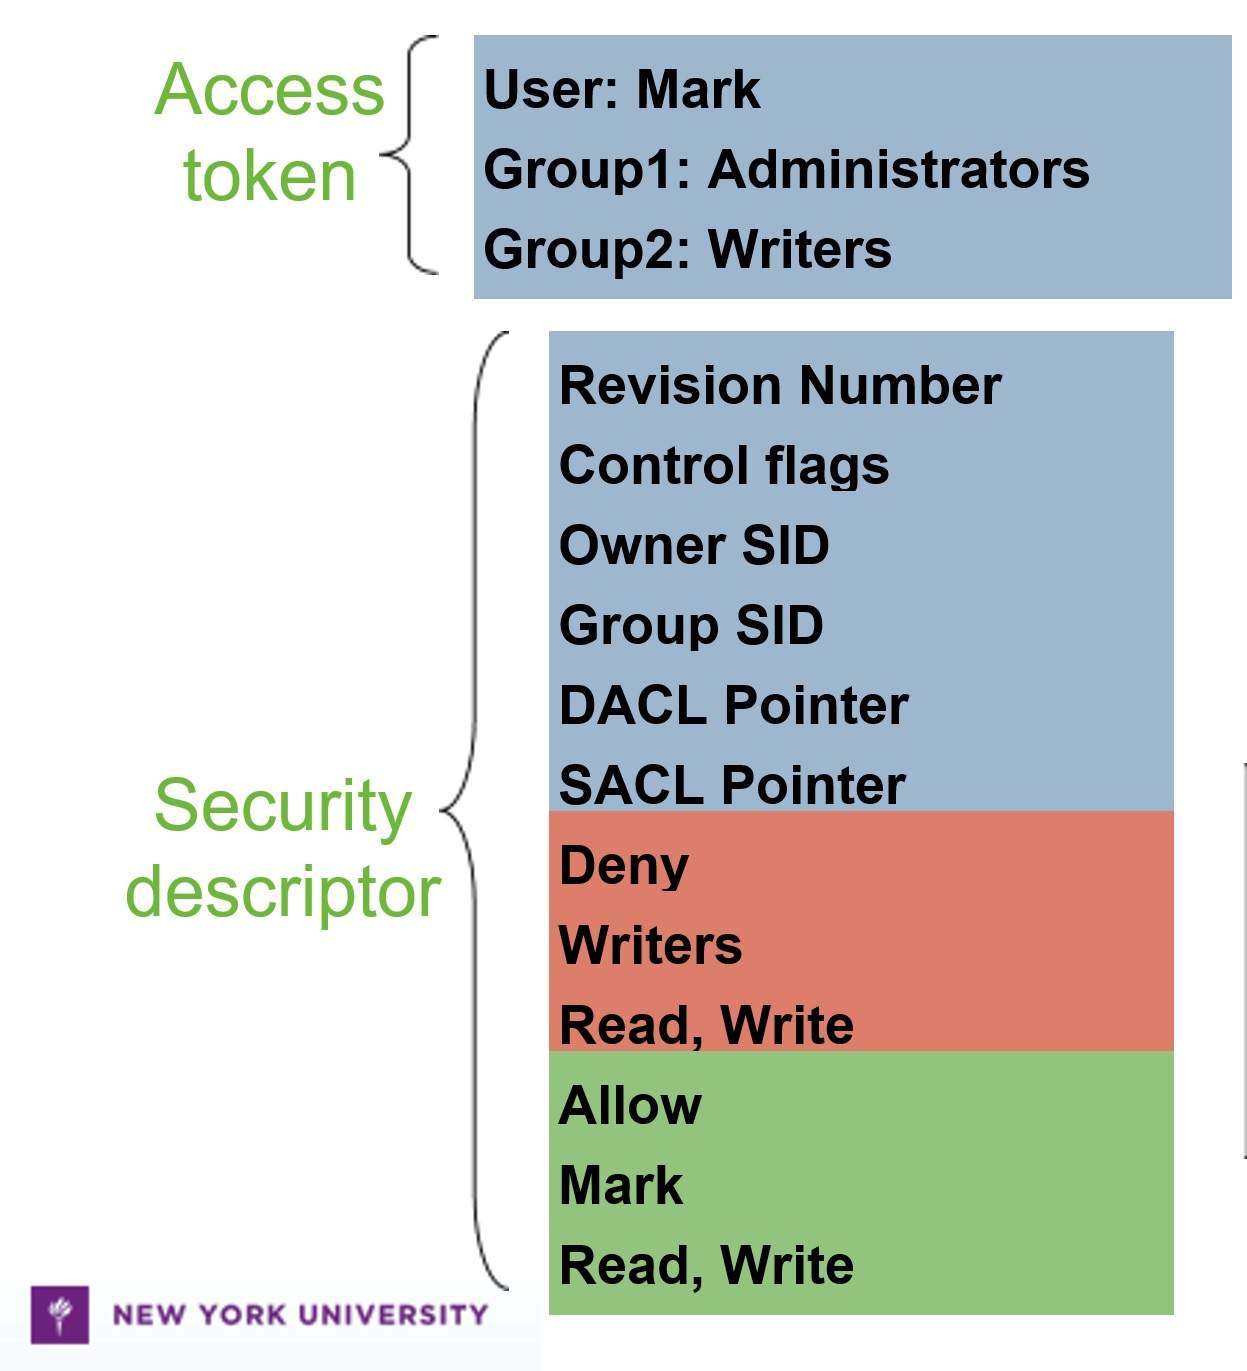 Access
token
User: Mark
Group1: Administrators
Group2: Writers
Security
descriptor
Revision Number
Control flags
Owner SID
Group SID
DACL Pointer
SACL Pointer
Deny
Writers
Read, Write
Allow
Mark
Read, Write
NEW YORK UNIVERSITY